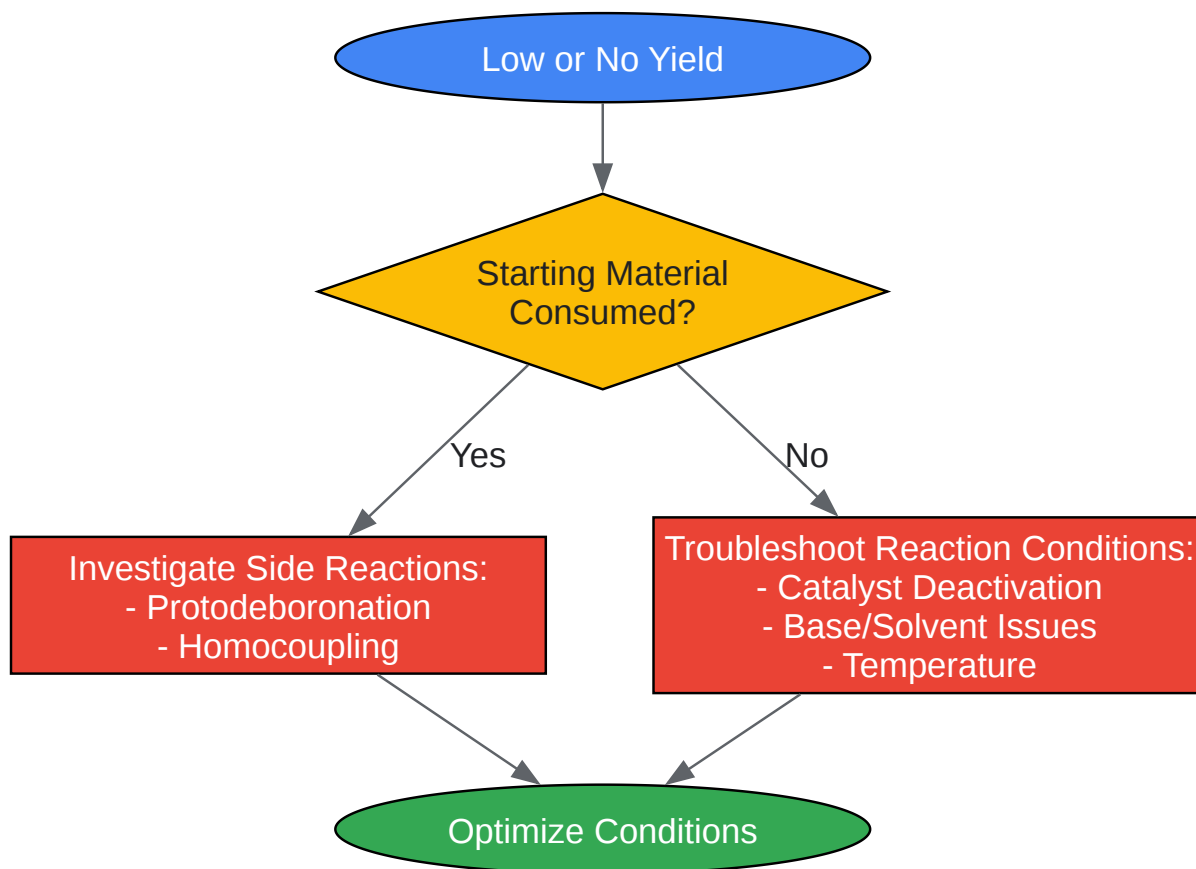 Low or No Yield
Starting Material
Consumed?
Yes
No
Investigate Side Reactions:
- Protodeboronation
- Homocoupling
Troubleshoot Reaction Conditions:
- Catalyst Deactivation
- Base/Solvent Issues
- Temperature
Optimize Conditions